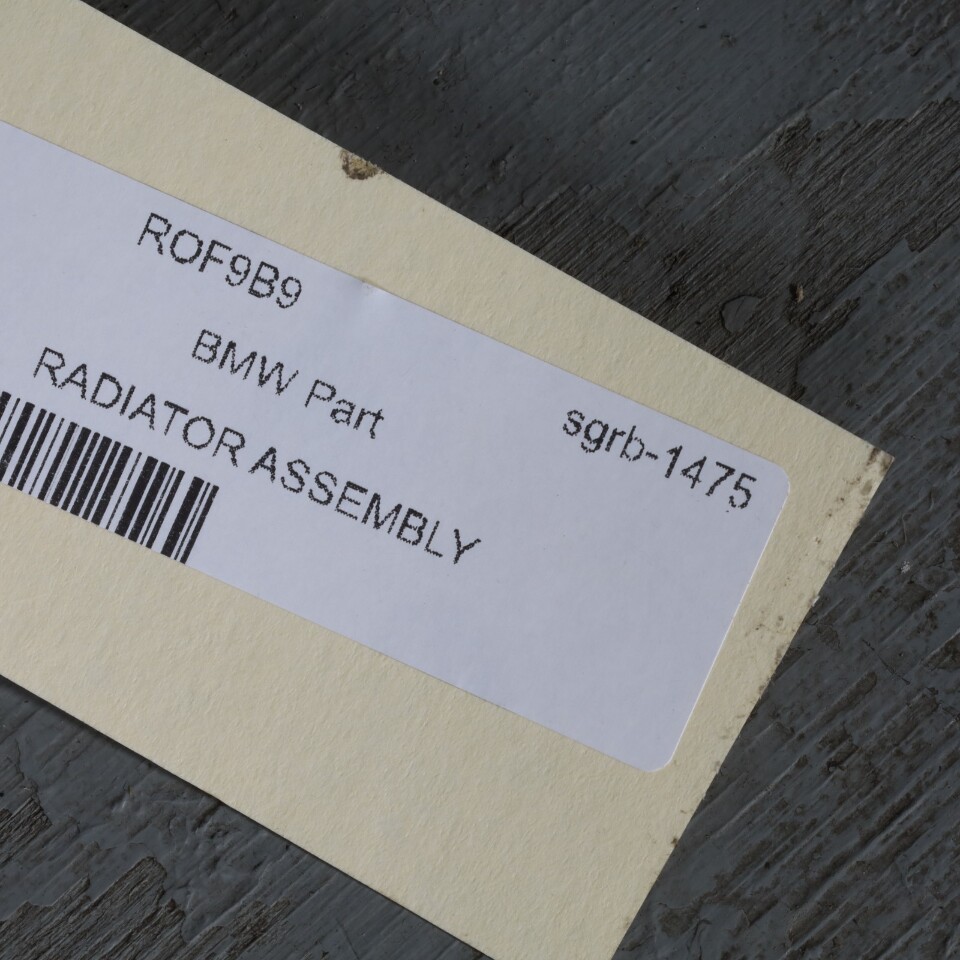 ROF9B9
BMW Part
sgrb-1475
RADIATOR ASSEMBLY